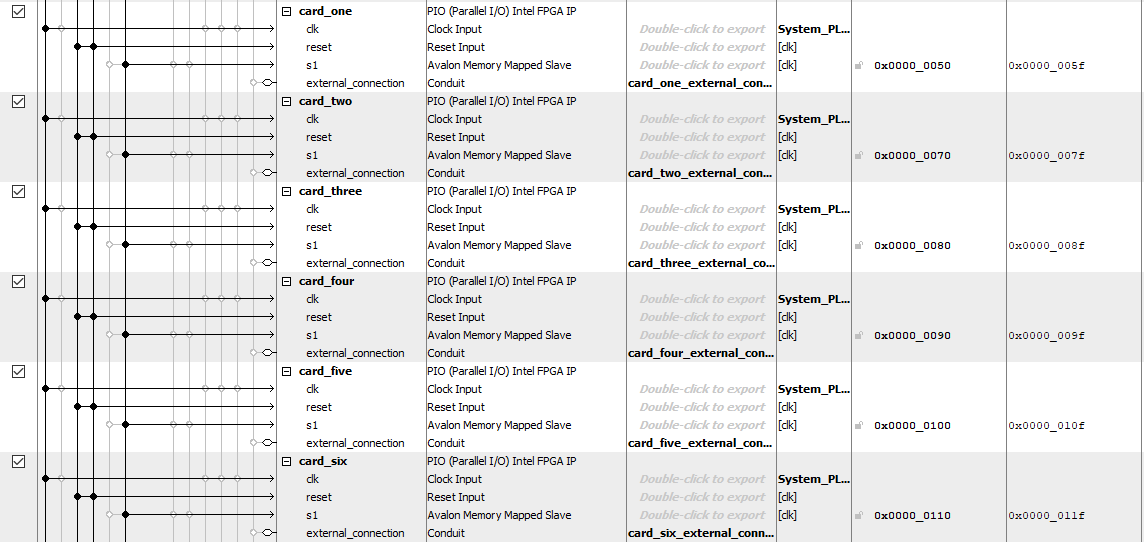 card_one PIO (Parallel I/O) Intel FPGA IP
clk Clock Input Double-click to export System_PL...
reset Reset Input Double-click to export [clk]
s1 Avalon Memory Mapped Slave Double-click to export [clk] 0x0000_0050 0x0000_005f
external_connection Conduit card_one_external_con...
card_two PIO (Parallel I/O) Intel FPGA IP
clk Clock Input Double-click to export System_PL...
reset Reset Input Double-click to export [clk]
s1 Avalon Memory Mapped Slave Double-click to export [clk] 0x0000_0070 0x0000_007f
external_connection Conduit card_two_external_con...
card_three PIO (Parallel I/O) Intel FPGA IP
clk Clock Input Double-click to export System_PL...
reset Reset Input Double-click to export [clk]
s1 Avalon Memory Mapped Slave Double-click to export [clk] 0x0000_0080 0x0000_008f
external_connection Conduit card_three_external_co...
card_four PIO (Parallel I/O) Intel FPGA IP
clk Clock Input Double-click to export System_PL...
reset Reset Input Double-click to export [clk]
s1 Avalon Memory Mapped Slave Double-click to export [clk] 0x0000_0090 0x0000_009f
external_connection Conduit card_four_external_con...
card_five PIO (Parallel I/O) Intel FPGA IP
clk Clock Input Double-click to export System_PL...
reset Reset Input Double-click to export [clk]
s1 Avalon Memory Mapped Slave Double-click to export [clk] 0x0000_0100 0x0000_010f
external_connection Conduit card_five_external_con...
card_six PIO (Parallel I/O) Intel FPGA IP
clk Clock Input Double-click to export System_PL...
reset Reset Input Double-click to export [clk]
s1 Avalon Memory Mapped Slave Double-click to export [clk] 0x0000_0110 0x0000_011f
external_connection Conduit card_six_external_conn...